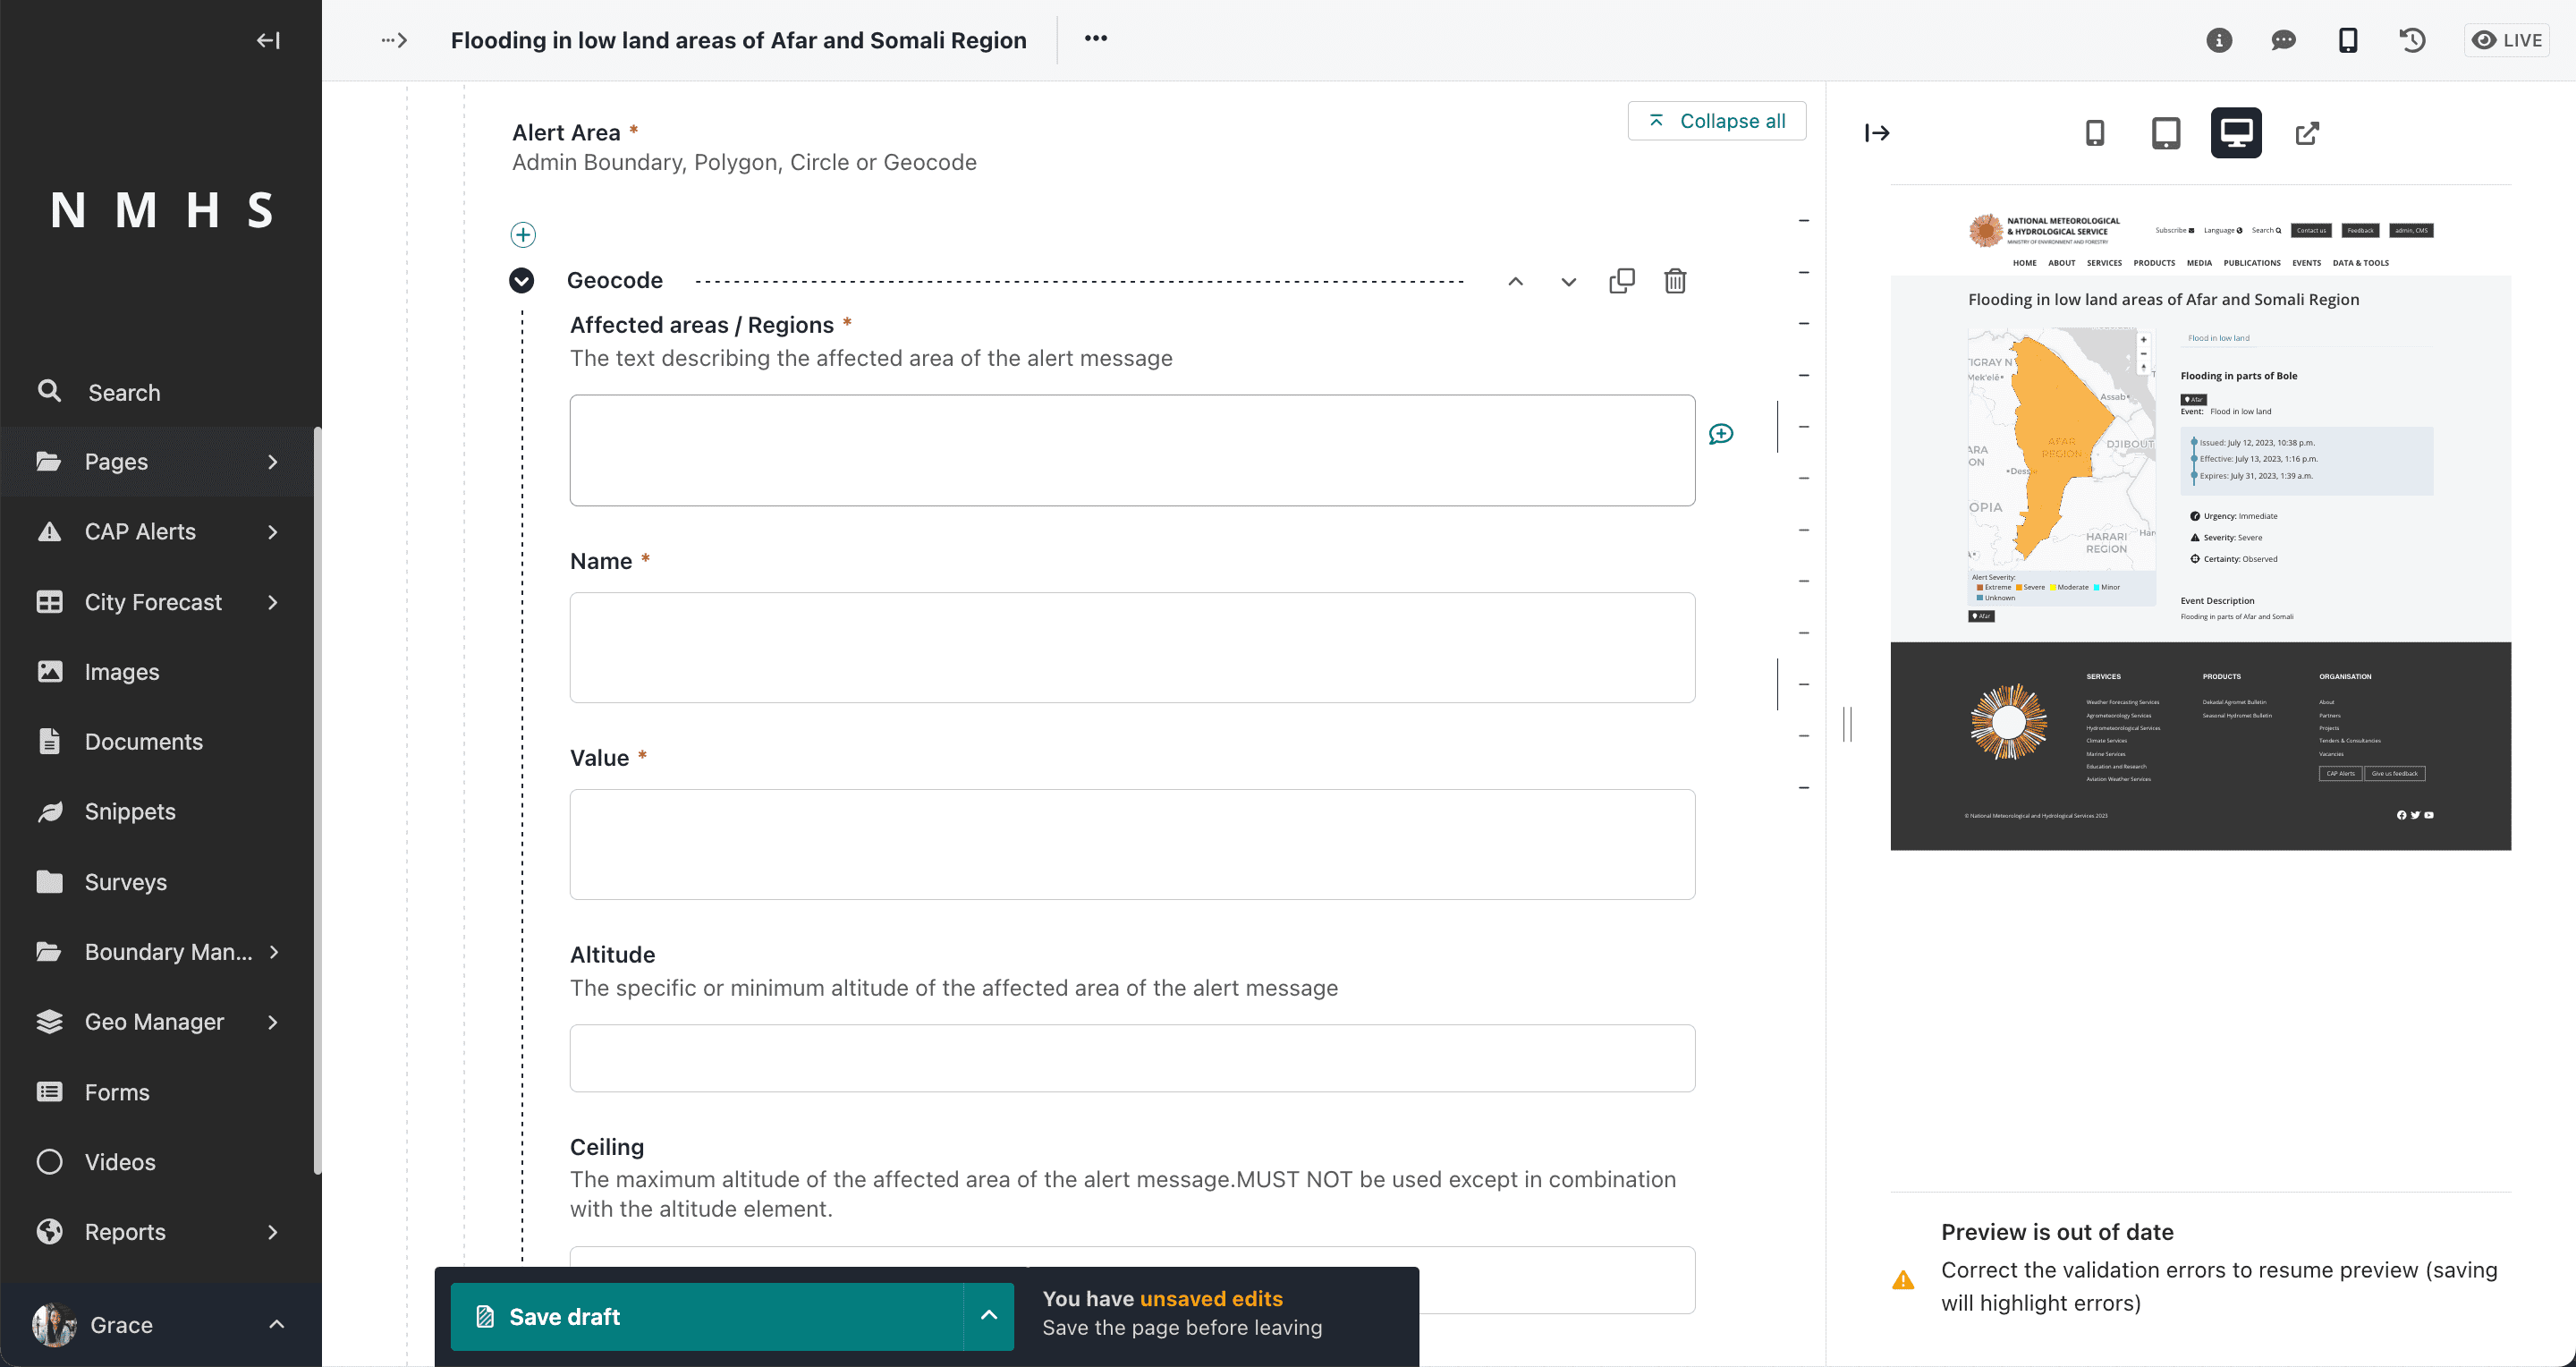 NMHS
Search
Pages
CAP Alerts
City Forecast
Images
Documents
Snippets
Surveys
Boundary Man...
Geo Manager
Forms
Videos
Reports
Grace
Flooding in low land areas of Afar and Somali Region
LIVE
Collapse all
Alert Area *
Admin Boundary, Polygon, Circle or Geocode
Geocode
Affected areas / Regions *
The text describing the affected area of the alert message
Name *
Value *
Altitude
The specific or minimum altitude of the affected area of the alert message
Ceiling
The maximum altitude of the affected area of the alert message.MUST NOT be used except in combination
with the altitude element.
Save draft
You have unsaved edits
Save the page before leaving
NATIONAL METEOROLOGICAL
& HYDROLOGICAL SERVICE
MINISTRY OF ENVIRONMENT AND FORESTRY
Subscribe Language Search Contact us Feedback admin, CMS
HOME ABOUT SERVICES PRODUCTS MEDIA PUBLICATIONS EVENTS DATA & TOOLS
Flooding in low land areas of Afar and Somali Region
TIGRAY
Mek'elē
Assab
AFAR
REGION
DJIBOUT
ARA
ON
Dess
OPIA
HARARI
REGION
Har
Alert Severity:
Extreme Severe Moderate Minor
Unknown
Afar
Flood in low land
Flooding in parts of Bole
Afar
Event: Flood in low land
Issued: July 12, 2023, 10:38 p.m.
Effective: July 13, 2023, 1:16 p.m.
Expires: July 31, 2023, 1:39 a.m.
Urgency: Immediate
Severity: Severe
Certainty: Observed
Event Description
Flooding in parts of Afar and Somali
SERVICES
Weather Forecasting Services
Agrometeorology Services
Hydrometeorological Services
Climate Services
Marine Services
Education and Research
Aviation Weather Services
PRODUCTS
Dekadal Agromet Bulletin
Seasonal Hydromet Bulletin
ORGANISATION
About
Partners
Projects
Tenders & Consultancies
Vacancies
CAP Alerts Give us feedback
© National Meteorological and Hydrological Services 2023
Preview is out of date
Correct the validation errors to resume preview (saving
will highlight errors)